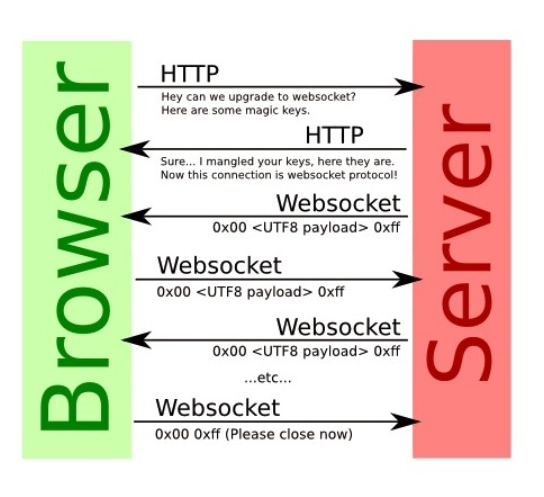 Browser
Server
HTTP
Hey can we upgrade to websocket?
Here are some magic keys.
HTTP
Sure... I mangled your keys, here they are.
Now this connection is websocket protocol!
Websocket
0x00 <UTF8 payload> 0xff
Websocket
0x00 <UTF8 payload> 0xff
Websocket
0x00 <UTF8 payload> 0xff
...etc...
Websocket
0x00 0xff (Please close now)